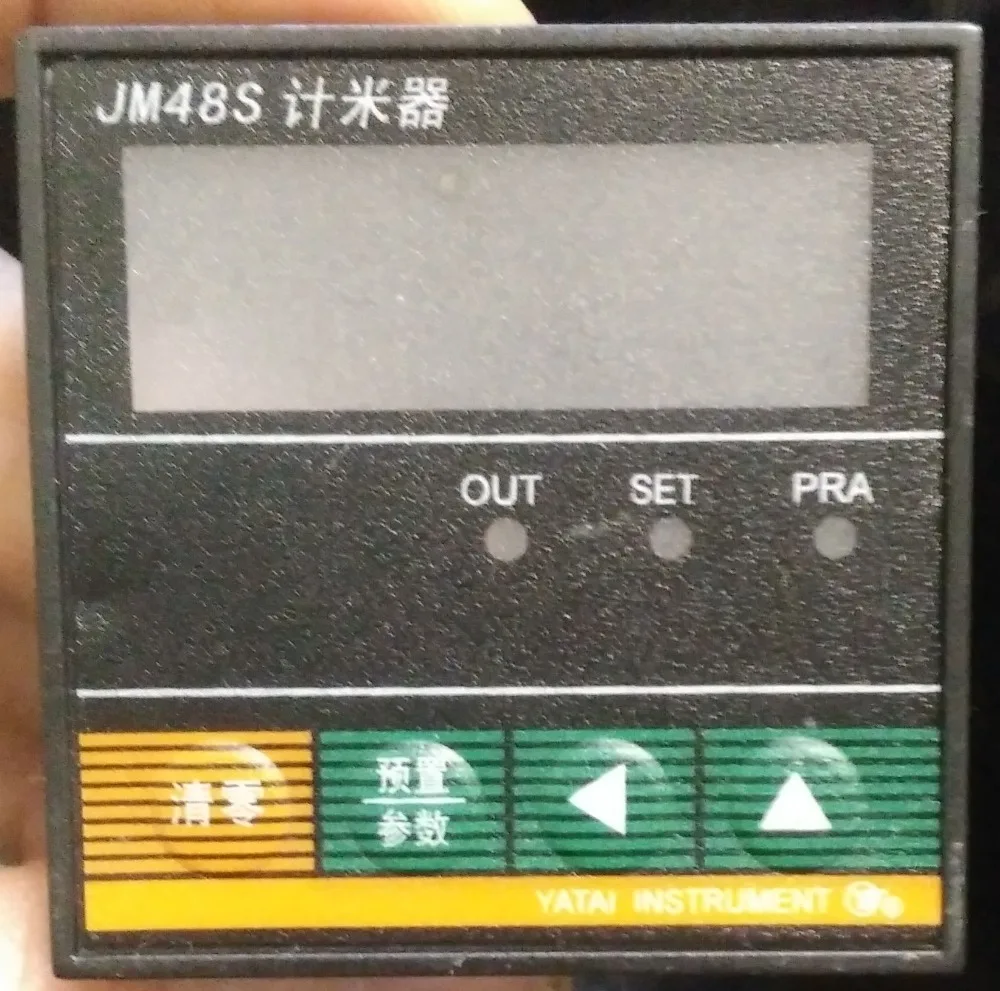 JM48S 计米器
OUT SET PRA
清零
预置
参数
YATAI INSTRUMENT